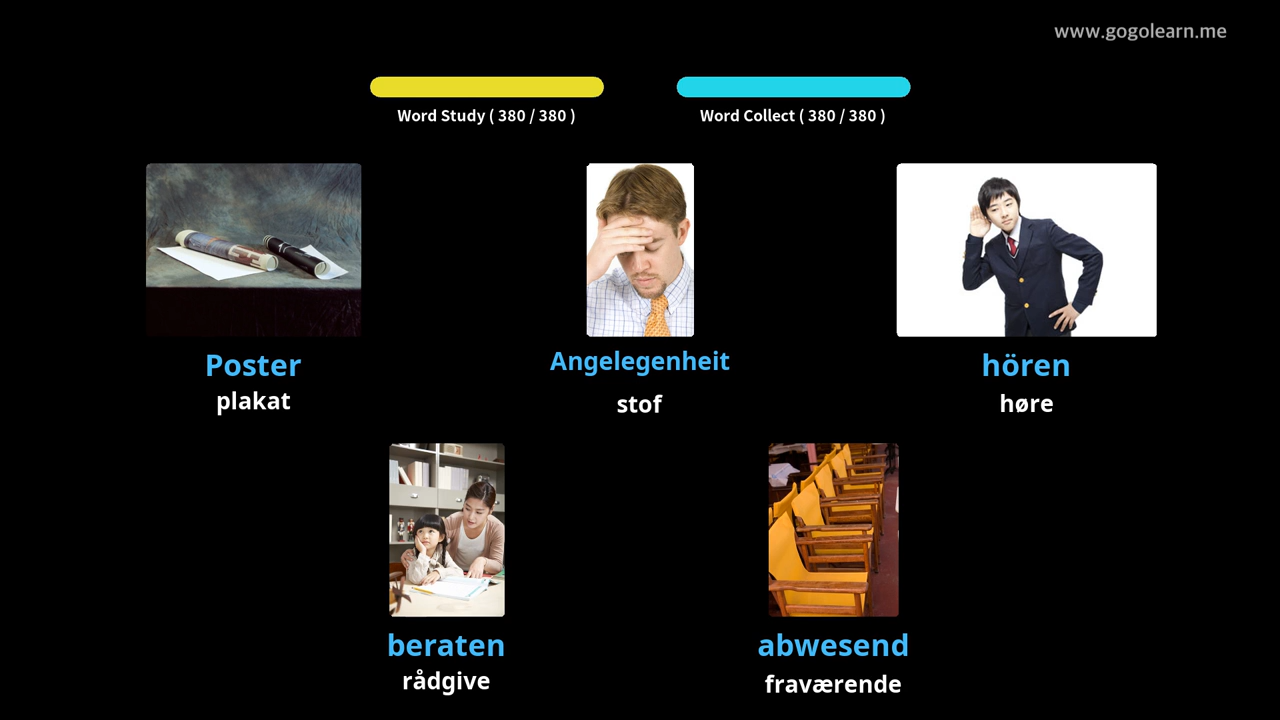 www.gogolearn.me
Word Study ( 380 / 380 )
Word Collect ( 380 / 380 )
Poster
plakat
Angelegenheit
stof
hören
høre
beraten
rådgive
abwesend
fraværende